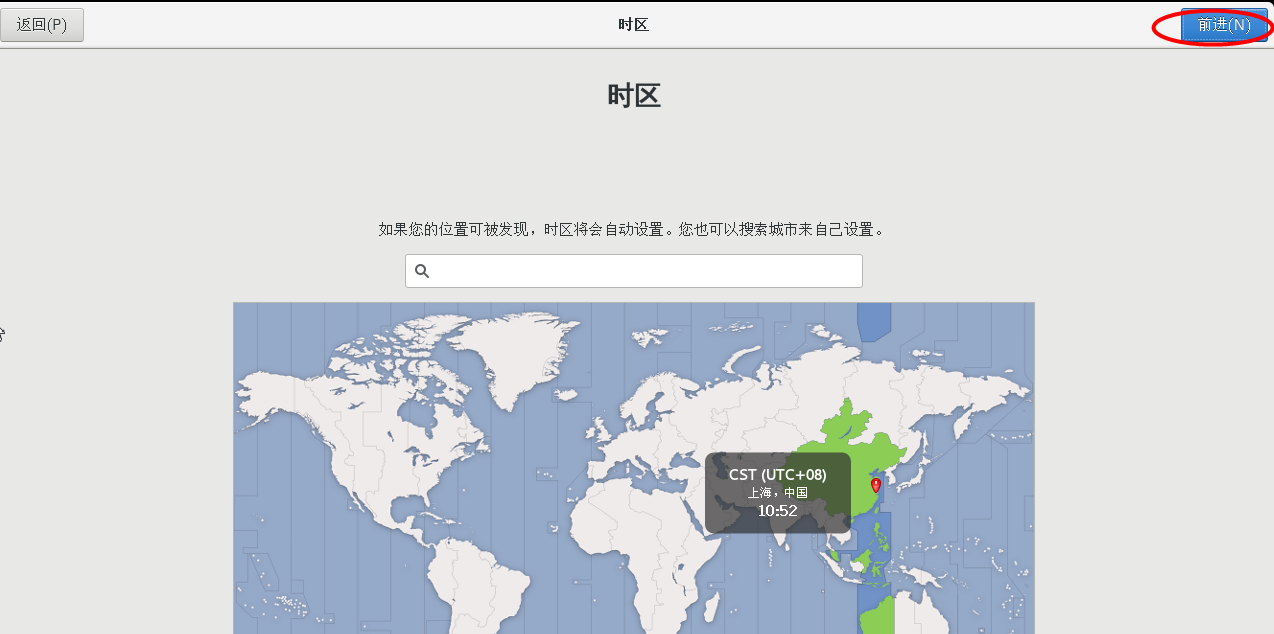 返回(P)
时区
前进(N)
时区
如果您的位置可被发现，时区将会自动设置。您也可以搜索城市来自己设置。
CST (UTC+08)
上海，中国
10:52